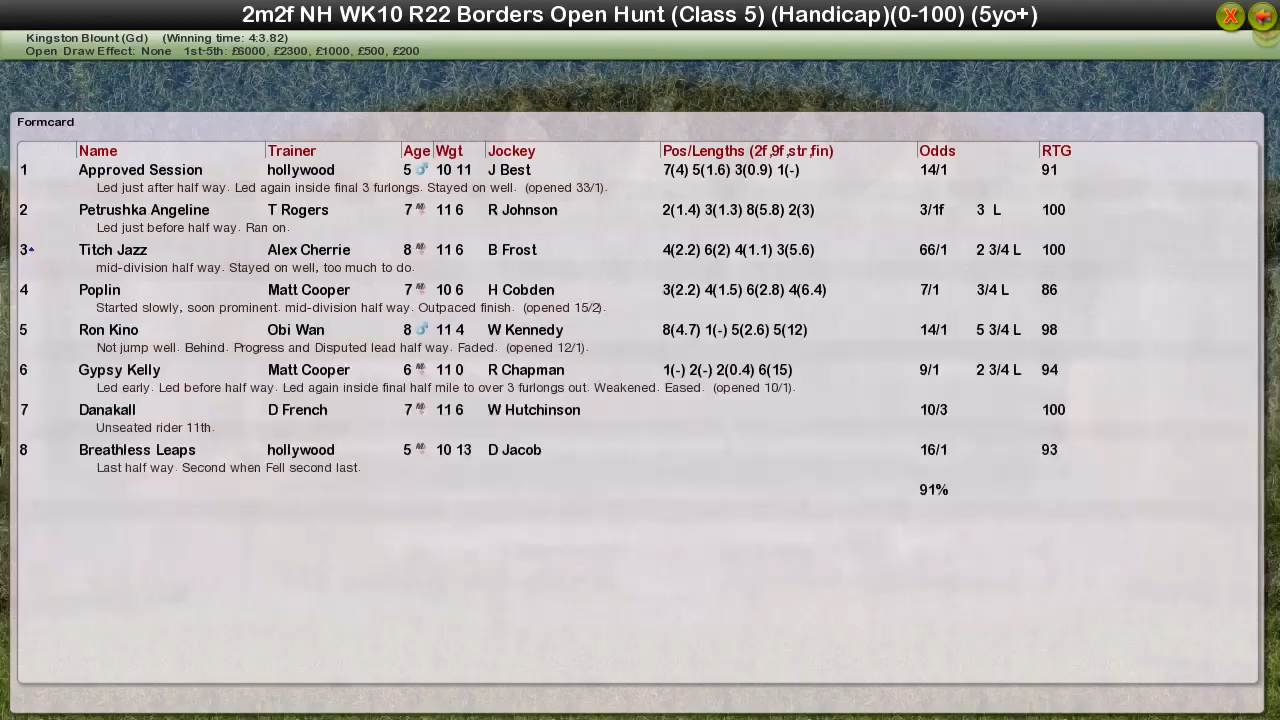 2m2f NH WK10 R22 Borders Open Hunt (Class 5) (Handicap)(0-100) (5yo+)
Kingston Blount (Gd) (Winning time: 4:3.82)
Open Draw Effect: None 1st-5th: £6000, £2300, £1000, £500, £200
Formcard
Name Trainer Age Wgt Jockey Pos/Lengths (2f,9f,str,fin) Odds RTG
1 Approved Session hollywood 5 10 11 J Best 7(4) 5(1.6) 3(0.9) 1(-) 14/1 91
Led just after half way. Led again inside final 3 furlongs. Stayed on well. (opened 33/1).
2 Petrushka Angeline T Rogers 7 11 6 R Johnson 2(1.4) 3(1.3) 8(5.8) 2(3) 3/1f 3 L 100
Led just before half way. Ran on.
3 Titch Jazz Alex Cherrie 8 11 6 B Frost 4(2.2) 6(2) 4(1.1) 3(5.6) 66/1 2 3/4 L 100
mid-division half way. Stayed on well, too much to do.
4 Poplin Matt Cooper 7 10 6 H Cobden 3(2.2) 4(1.5) 6(2.8) 4(6.4) 7/1 3/4 L 86
Started slowly, soon prominent. mid-division half way. Outpaced finish. (opened 15/2).
5 Ron Kino Obi Wan 8 11 4 W Kennedy 8(4.7) 1(-) 5(2.6) 5(12) 14/1 5 3/4 L 98
Not jump well. Behind. Progress and Disputed lead half way. Faded. (opened 12/1).
6 Gypsy Kelly Matt Cooper 6 11 0 R Chapman 1(-) 2(-) 2(0.4) 6(15) 9/1 2 3/4 L 94
Led early. Led before half way. Led again inside final half mile to over 3 furlongs out. Weakened. Eased. (opened 10/1).
7 Danakall D French 7 11 6 W Hutchinson 10/3 100
Unseated rider 11th.
8 Breathless Leaps hollywood 5 10 13 D Jacob 16/1 93
Last half way. Second when Fell second last.
91%